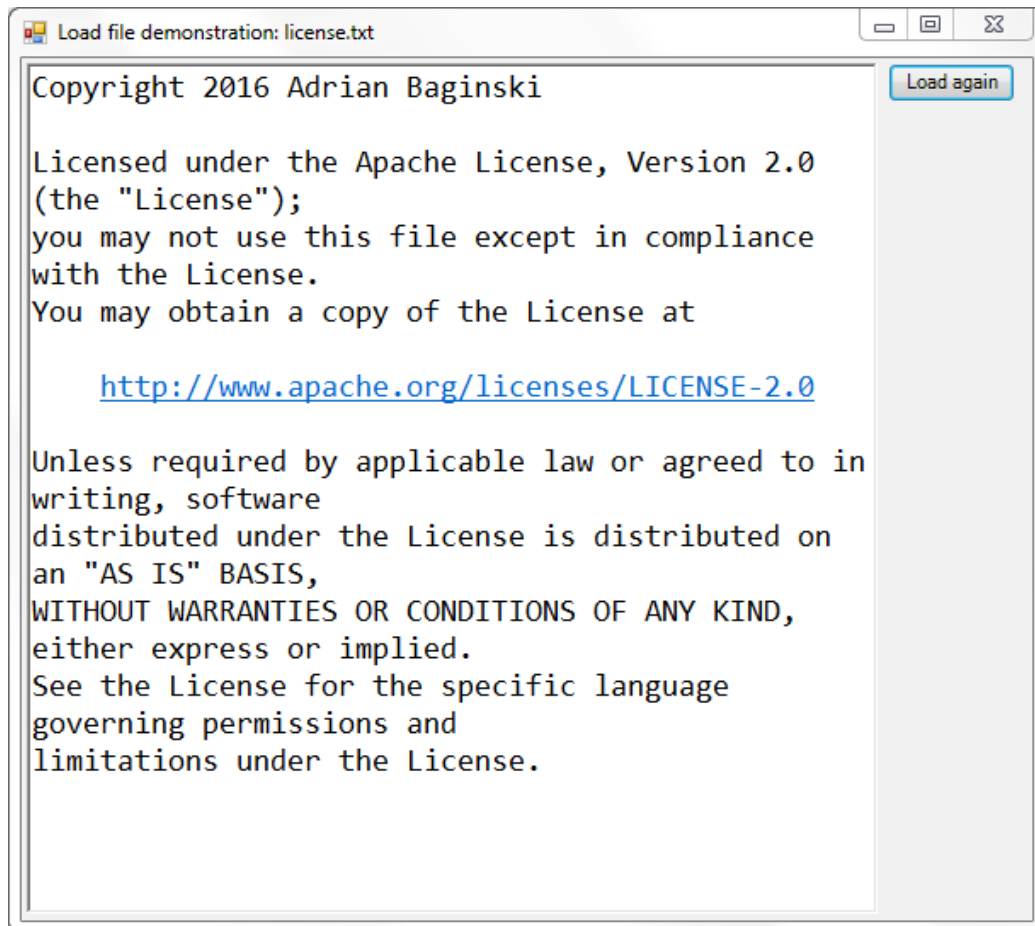 Load file demonstration: license.txt
Copyright 2016 Adrian Baginski
Load again
Licensed under the Apache License, Version 2.0
(the "License");
you may not use this file except in compliance
with the License.
You may obtain a copy of the License at
http://www.apache.org/licenses/LICENSE-2.0
Unless required by applicable law or agreed to in
writing, software
distributed under the License is distributed on
an "AS IS" BASIS,
WITHOUT WARRANTIES OR CONDITIONS OF ANY KIND,
either express or implied.
See the License for the specific language
governing permissions and
limitations under the License.